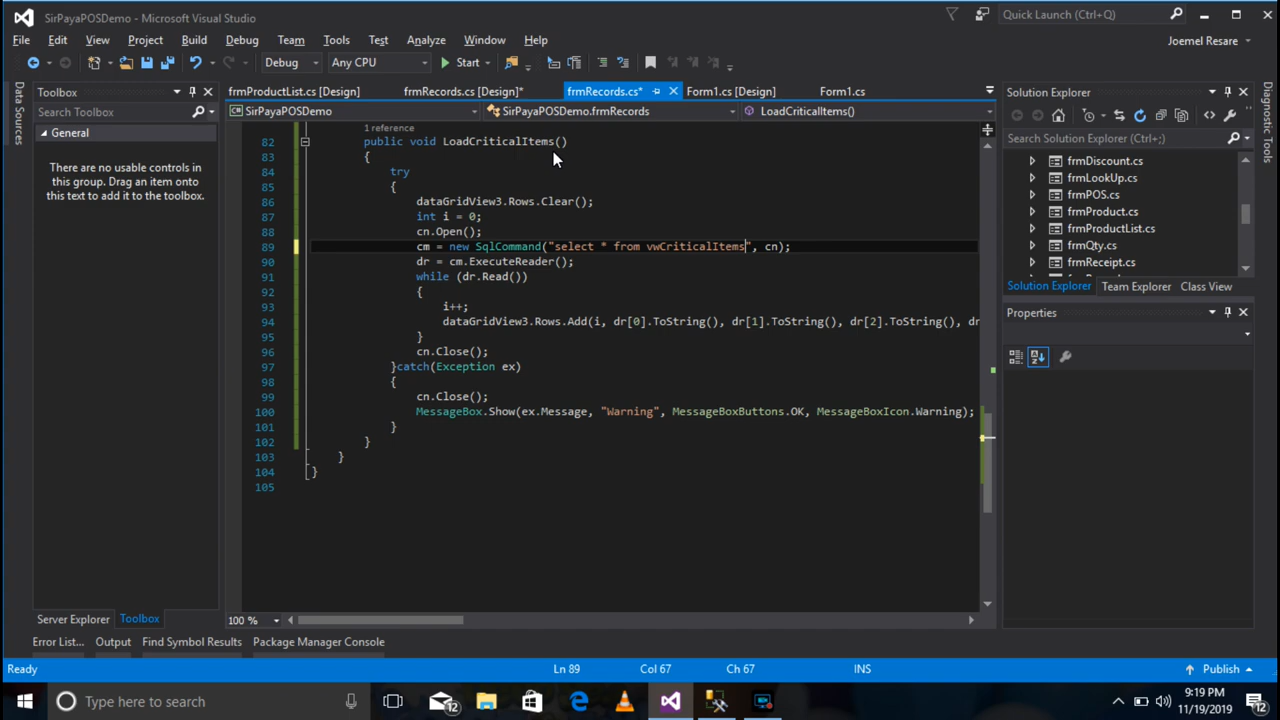 SirPayaPOSDemo - Microsoft Visual Studio
Quick Launch (Ctrl+Q)
File Edit View Project Build Debug Team Tools Test Analyze Window Help
Joemel Resare
Debug Any CPU Start
Data Sources
Toolbox
Search Toolbox
General
There are no usable controls in this group. Drag an item onto this text to add it to the toolbox.
frmProductList.cs [Design] frmRecords.cs [Design]* frmRecords.cs* Form1.cs [Design] Form1.cs
SirPayaPOSDemo SirPayaPOSDemo.frmRecords LoadCriticalItems()
1 reference
82 public void LoadCriticalItems()
83 {
84 try
85 {
86 dataGridView3.Rows.Clear();
87 int i = 0;
88 cn.Open();
89 cm = new SqlCommand("select * from vwCriticalItems", cn);
90 dr = cm.ExecuteReader();
91 while (dr.Read())
92 {
93 i++;
94 dataGridView3.Rows.Add(i, dr[0].ToString(), dr[1].ToString(), dr[2].ToString(), dr
95 }
96 cn.Close();
97 }catch(Exception ex)
98 {
99 cn.Close();
100 MessageBox.Show(ex.Message, "Warning", MessageBoxButtons.OK, MessageBoxIcon.Warning);
101 }
102 }
103 }
104 }
105
100 %
Solution Explorer
Search Solution Explorer (Ctrl+;)
frmDiscount.cs
frmLookUp.cs
frmPOS.cs
frmProduct.cs
frmProductList.cs
frmQty.cs
frmReceipt.cs
Solution Explorer Team Explorer Class View
Properties
Server Explorer Toolbox
Error List... Output Find Symbol Results Package Manager Console
Ready Ln 89 Col 67 Ch 67 INS Publish
Type here to search
12
9:19 PM
11/19/2019
12